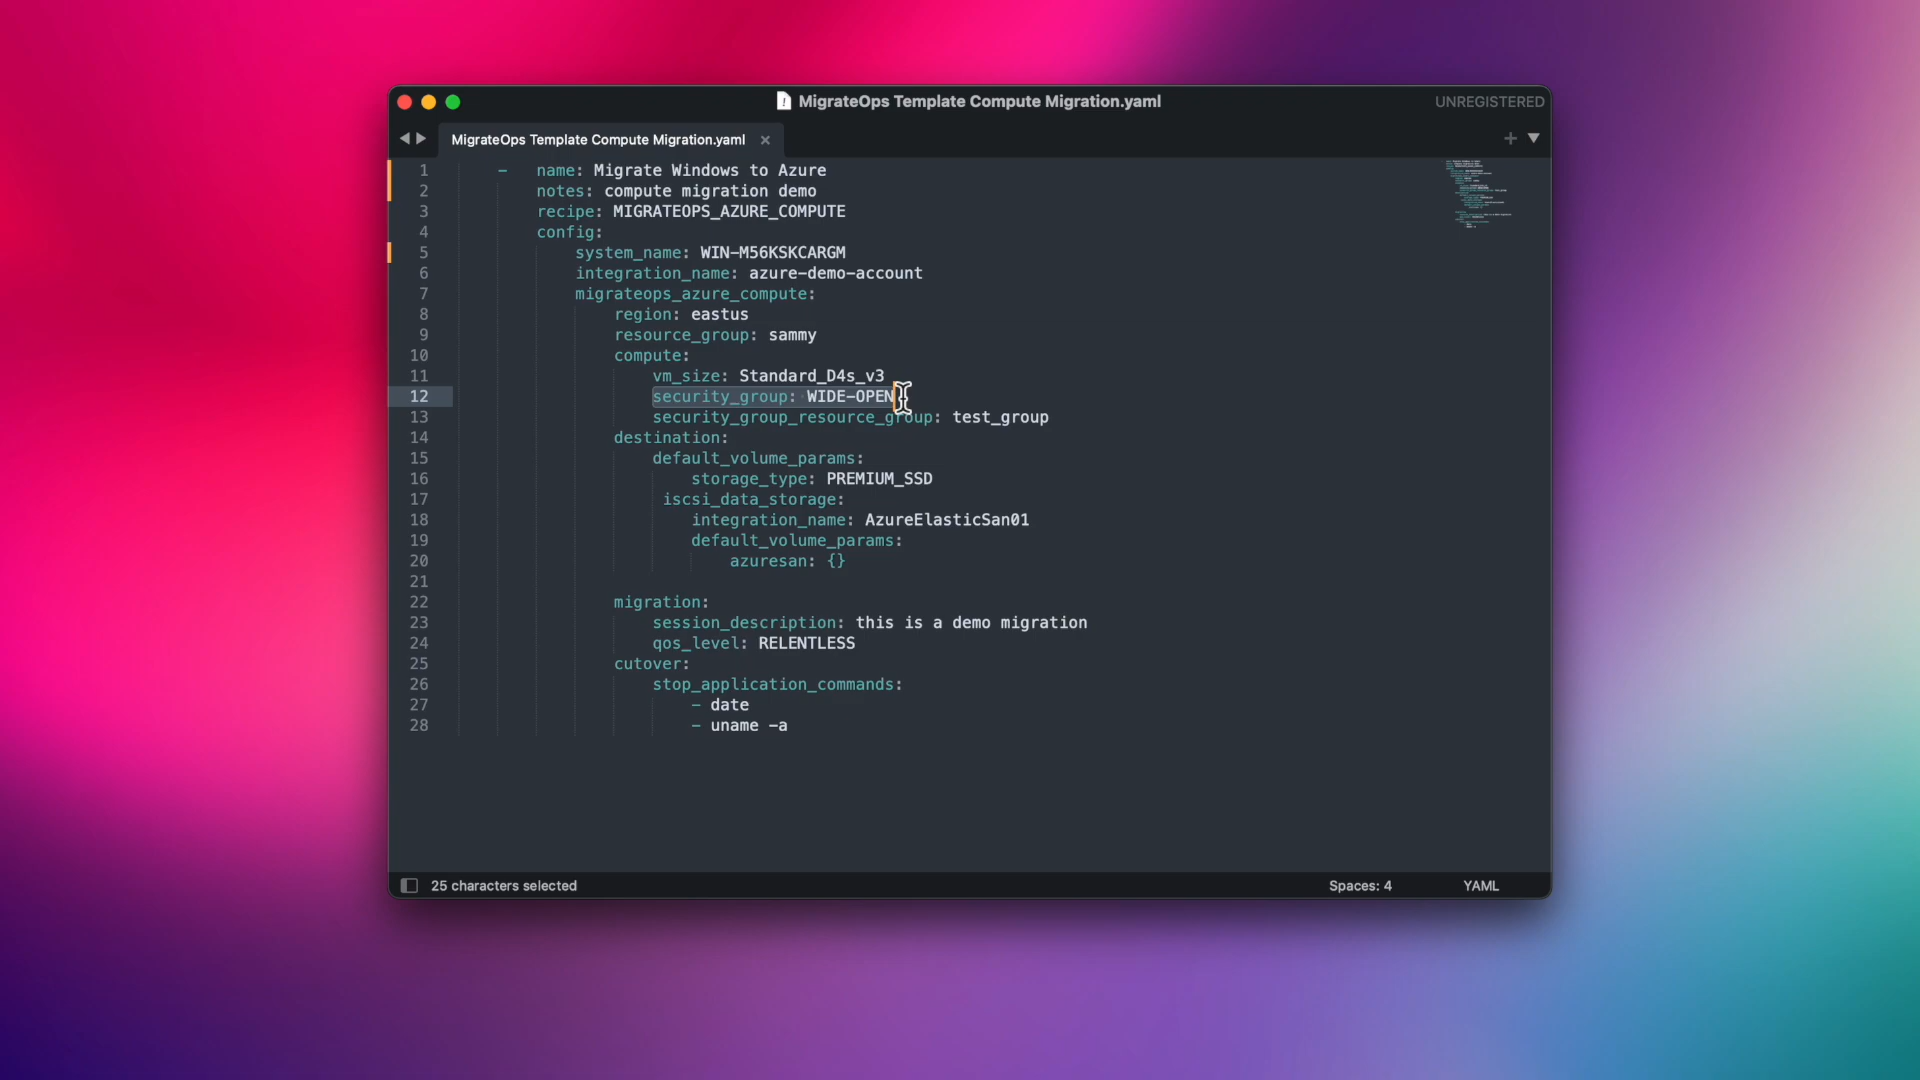 MigrateOps Template Compute Migration.yaml
UNREGISTERED
MigrateOps Template Compute Migration.yaml
1 - name: Migrate Windows to Azure
2 notes: compute migration demo
3 recipe: MIGRATEOPS_AZURE_COMPUTE
4 config:
5 system_name: WIN-M56KSKCARGM
6 integration_name: azure-demo-account
7 migrateops_azure_compute:
8 region: eastus
9 resource_group: sammy
10 compute:
11 vm_size: Standard_D4s_v3
12 security_group: WIDE-OPEN
13 security_group_resource_group: test_group
14 destination:
15 default_volume_params:
16 storage_type: PREMIUM_SSD
17 iscsi_data_storage:
18 integration_name: AzureElasticSan01
19 default_volume_params:
20 azuresan: {}
21
22 migration:
23 session_description: this is a demo migration
24 qos_level: RELENTLESS
25 cutover:
26 stop_application_commands:
27 - date
28 - uname -a
25 characters selected
Spaces: 4
YAML